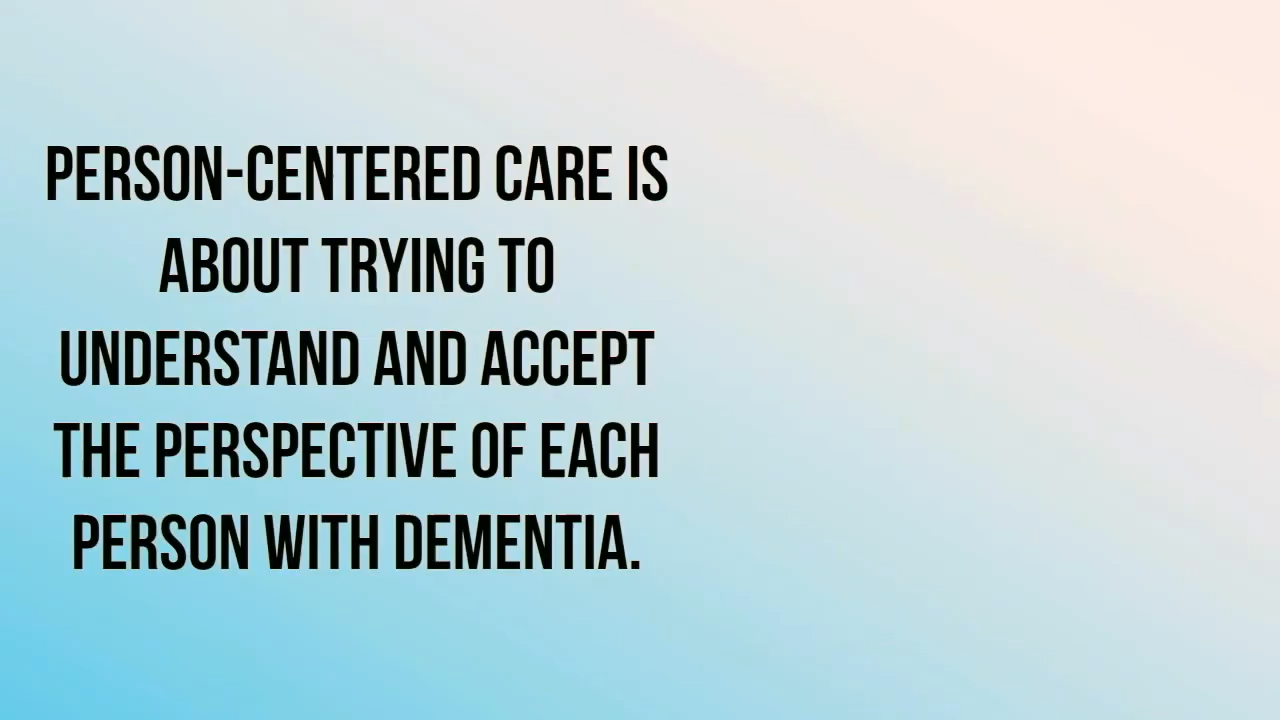 PERSON-CENTERED CARE IS
ABOUT TRYING TO
UNDERSTAND AND ACCEPT
THE PERSPECTIVE OF EACH
PERSON WITH DEMENTIA.